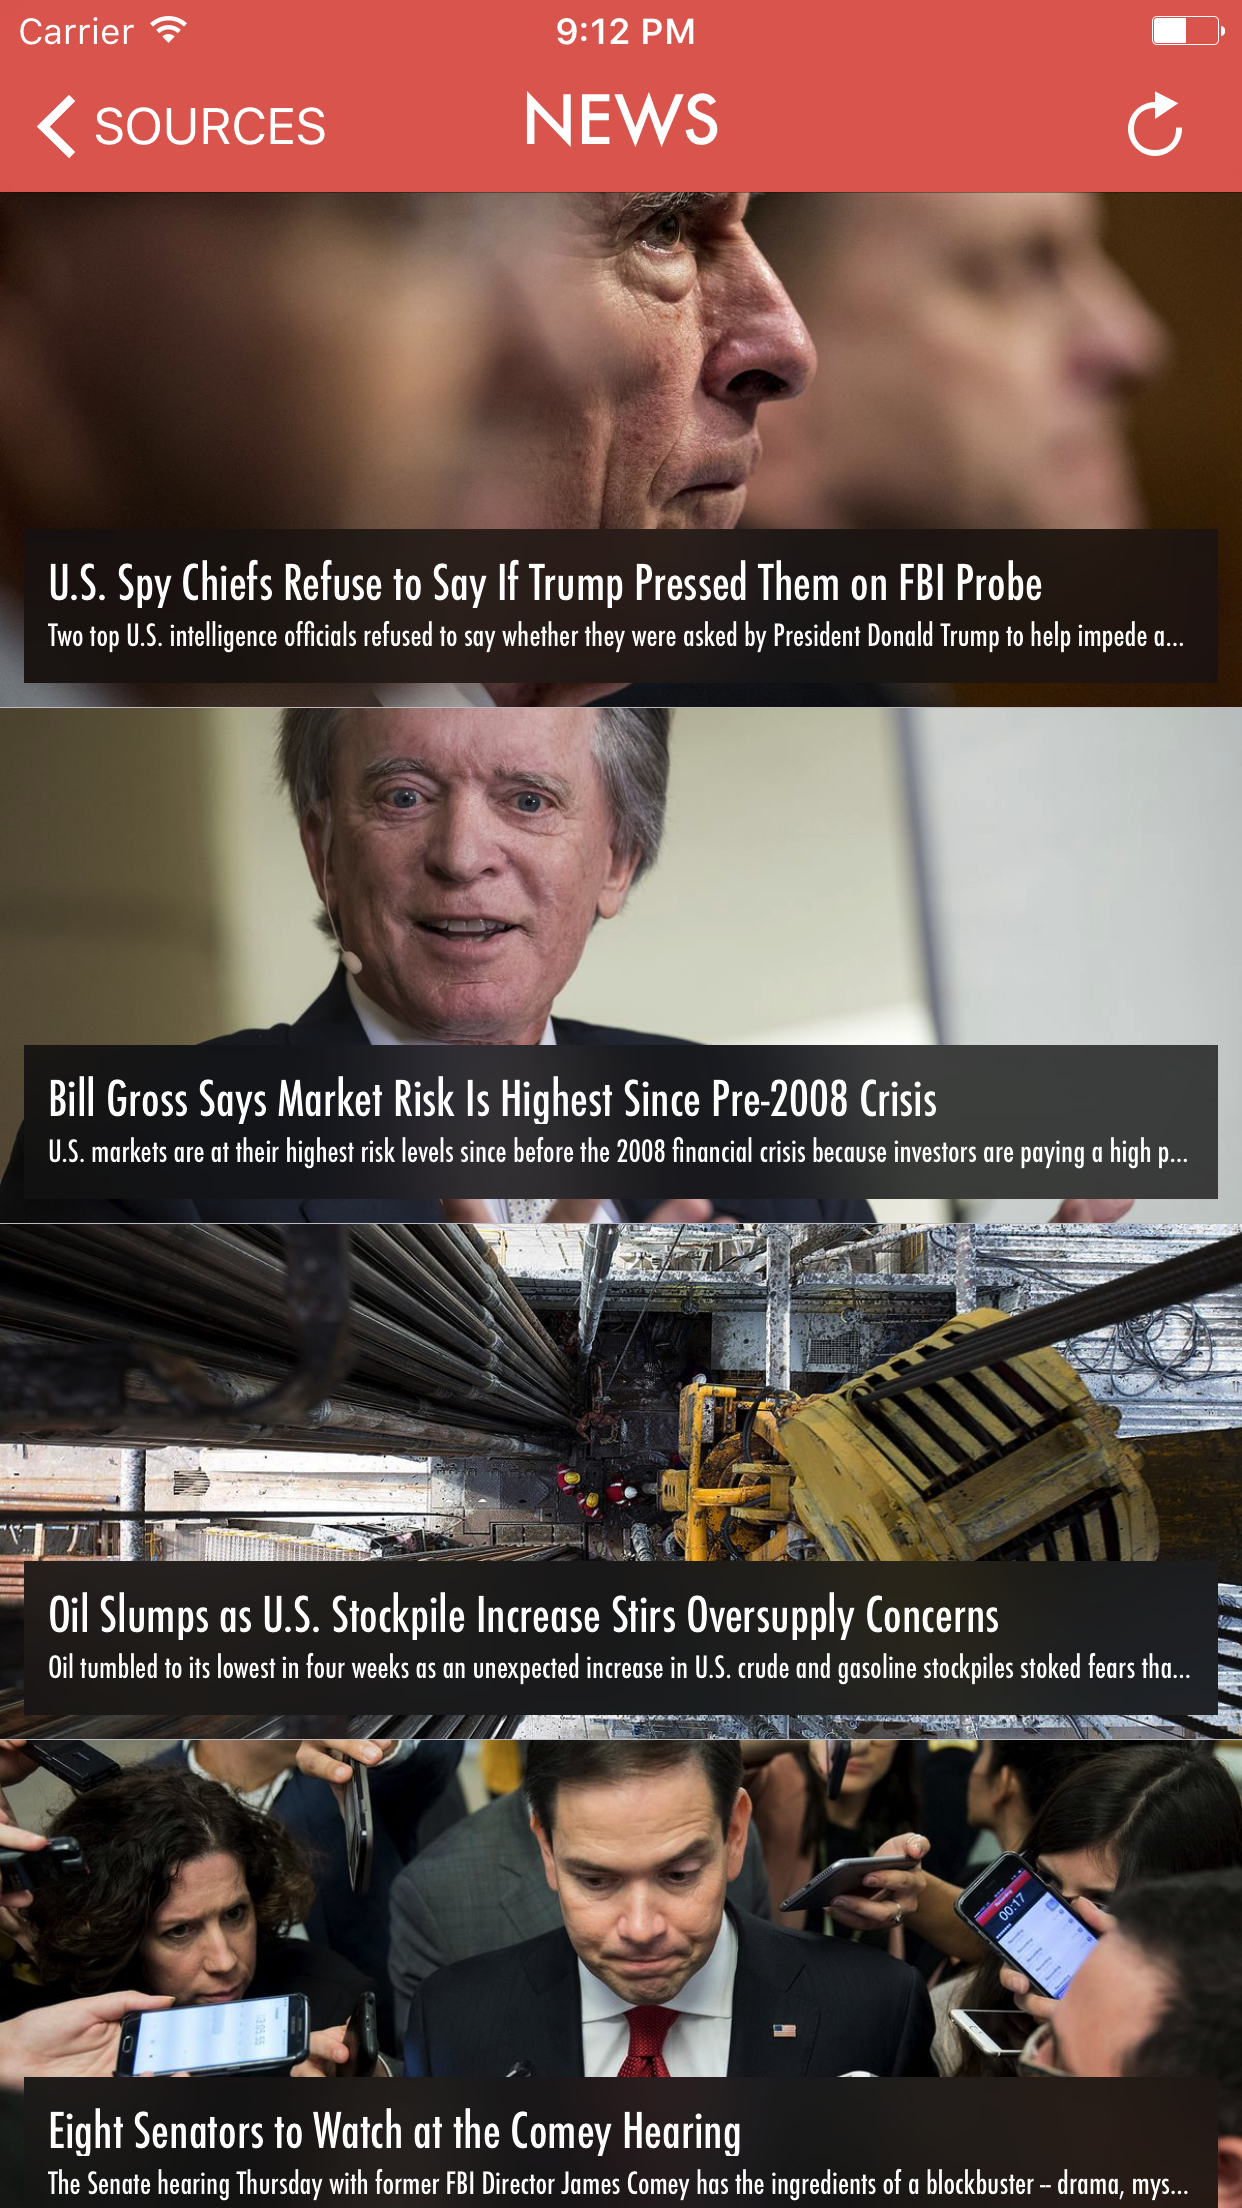 Carrier 9:12 PM
SOURCES NEWS
U.S. Spy Chiefs Refuse to Say If Trump Pressed Them on FBI Probe
Two top U.S. intelligence officials refused to say whether they were asked by President Donald Trump to help impede a...
Bill Gross Says Market Risk Is Highest Since Pre-2008 Crisis
U.S. markets are at their highest risk levels since before the 2008 financial crisis because investors are paying a high p...
Oil Slumps as U.S. Stockpile Increase Stirs Oversupply Concerns
Oil tumbled to its lowest in four weeks as an unexpected increase in U.S. crude and gasoline stockpiles stoked fears tha...
00:17
Eight Senators to Watch at the Comey Hearing
The Senate hearing Thursday with former FBI Director James Comey has the ingredients of a blockbuster -- drama, mys...